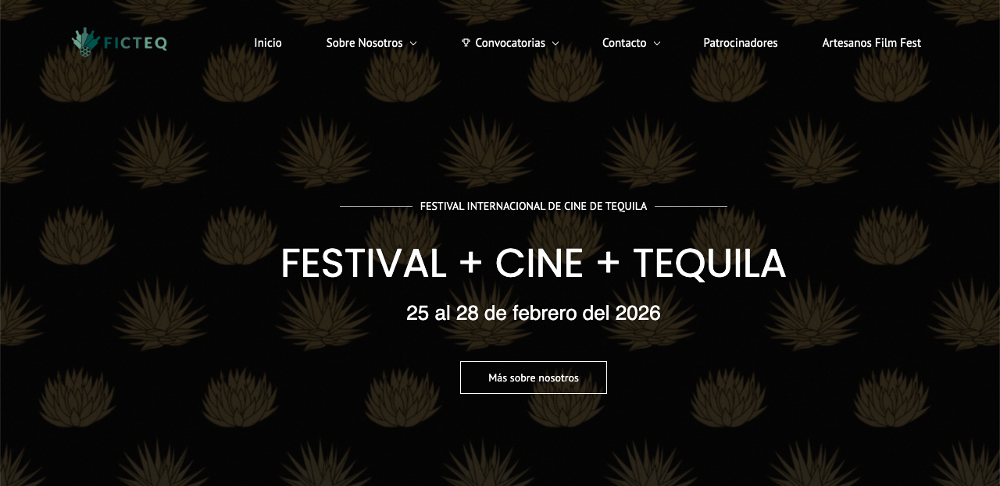 FICTEQ
Inicio Sobre Nosotros Convocatorias Contacto Patrocinadores Artesanos Film Fest
FESTIVAL INTERNACIONAL DE CINE DE TEQUILA
FESTIVAL + CINE + TEQUILA
25 al 28 de febrero del 2026
Más sobre nosotros